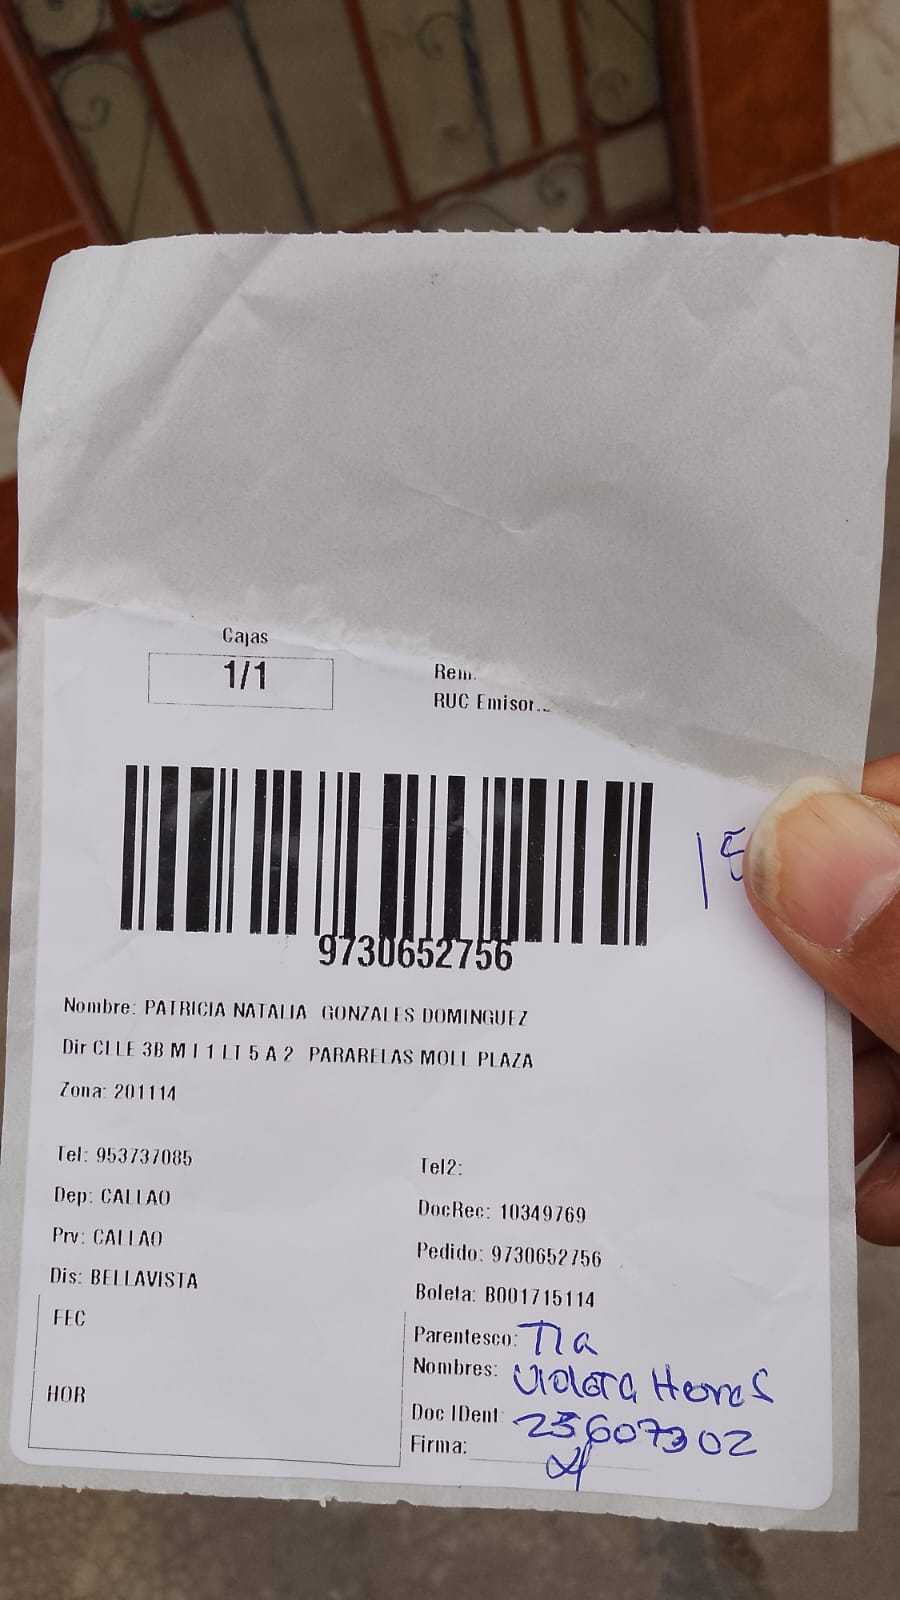 Cajas
1/1
Rem.
RUC Emisor.
15
9730652756
Nombre: PATRICIA NATALIA GONZALES DOMINGUEZ
Dir CLLE 3B M I 1 LT 5 A 2 PARARELAS MOLL PLAZA
Zona: 201114
Tel: 953737085
Tel2:
Dep: CALLAO
DocRec: 10349769
Prv: CALLAO
Pedido: 9730652756
Dis: BELLAVISTA
Boleta: B001715114
FEC
Parentesco: TIa
Nombres: Violeta
HOR
Doc IDent: 25607302
Firma: